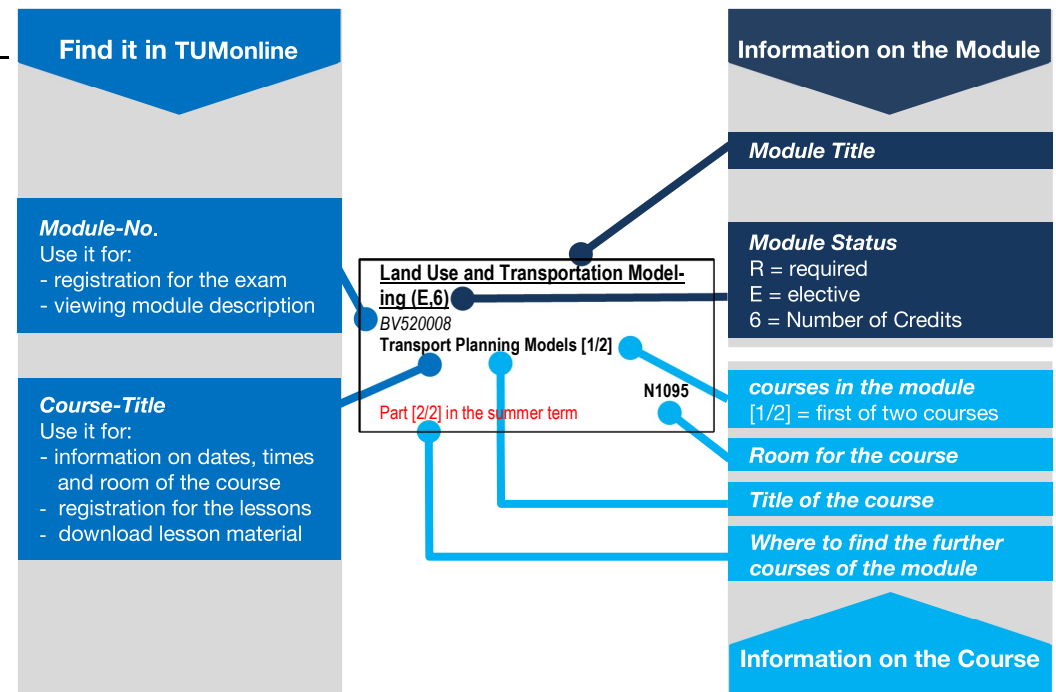 Find it in TUMonline
Module-No.
Use it for:
- registration for the exam
- viewing module description
Course-Title
Use it for:
- information on dates, times
and room of the course
- registration for the lessons
- download lesson material
Land Use and Transportation Model-
ing (E,6)
BV520008
Transport Planning Models [1/2]
N1095
Part [2/2] in the summer term
Information on the Module
Module Title
Module Status
R = required
E = elective
6 = Number of Credits
courses in the module
[1/2] = first of two courses
Room for the course
Title of the course
Where to find the further
courses of the module
Information on the Course